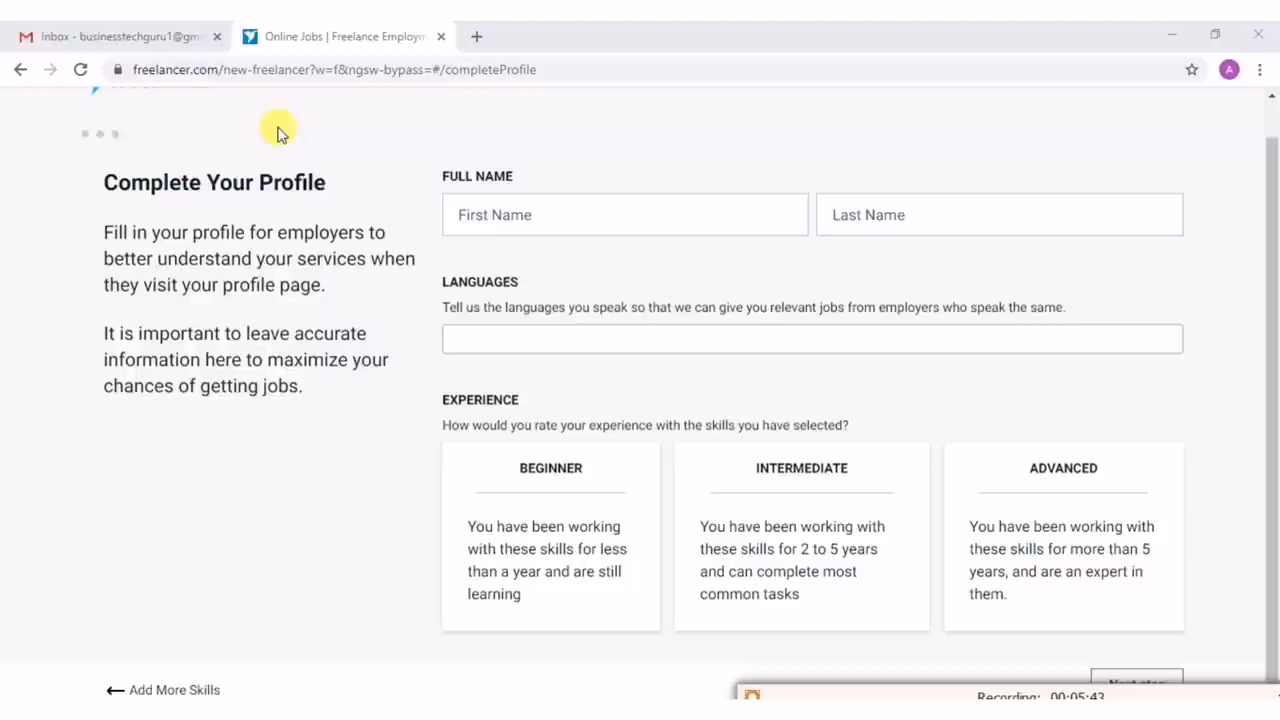 Inbox - businesstechguru1@gm
Online Jobs | Freelance Employm
freelancer.com/new-freelancer?w=f&ngsw-bypass=#/completeProfile
A
Complete Your Profile
Fill in your profile for employers to
better understand your services when
they visit your profile page.
It is important to leave accurate
information here to maximize your
chances of getting jobs.
FULL NAME
First Name
Last Name
LANGUAGES
Tell us the languages you speak so that we can give you relevant jobs from employers who speak the same.
EXPERIENCE
How would you rate your experience with the skills you have selected?
BEGINNER
You have been working
with these skills for less
than a year and are still
learning
INTERMEDIATE
You have been working with
these skills for 2 to 5 years
and can complete most
common tasks
ADVANCED
You have been working with
these skills for more than 5
years, and are an expert in
them.
Add More Skills
Recording: 00:05:43